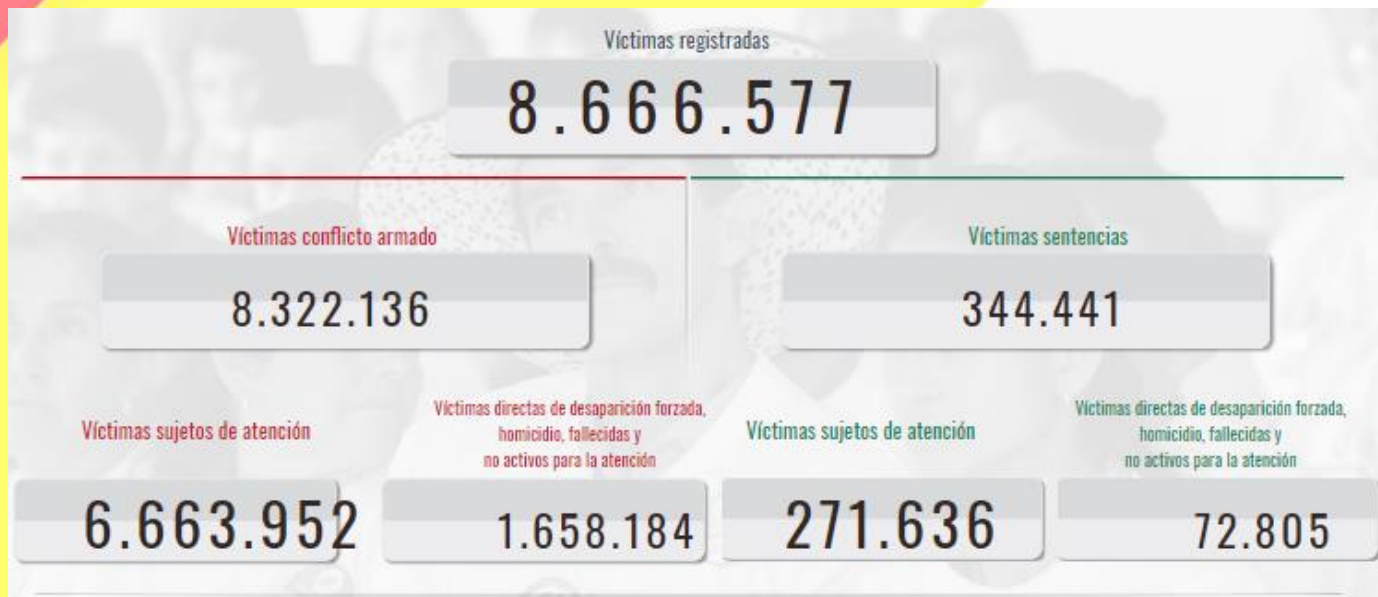 Víctimas registradas
8.666.577
Víctimas conflicto armado
8.322.136
Víctimas sentencias
344.441
Víctimas sujetos de atención
6.663.952
Víctimas directas de desaparición forzada,
homicidio, fallecidas y
no activos para la atención
1.658.184
Víctimas sujetos de atención
271.636
Víctimas directas de desaparición forzada,
homicidio, fallecidas y
no activos para la atención
72.805